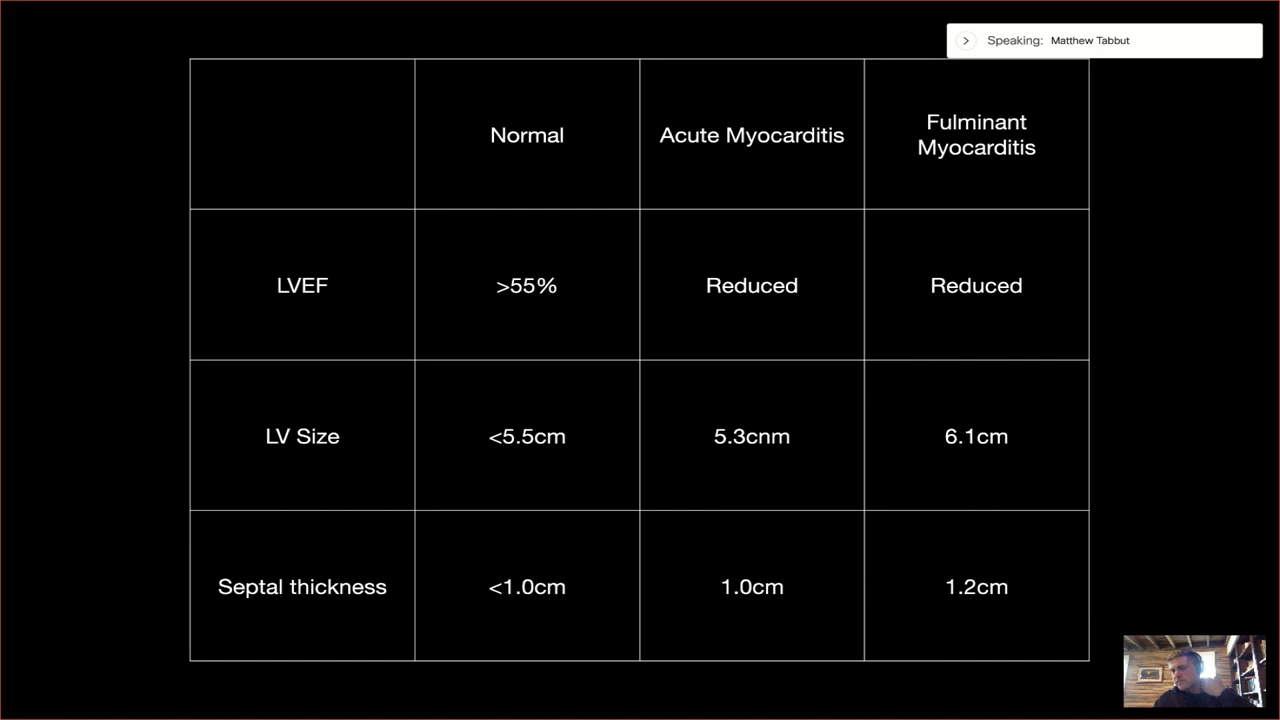 Speaking: Matthew Tabbut
Normal
Acute Myocarditis
Fulminant
Myocarditis
LVEF
>55%
Reduced
Reduced
LV Size
<5.5cm
5.3cnm
6.1cm
Septal thickness
<1.0cm
1.0cm
1.2cm